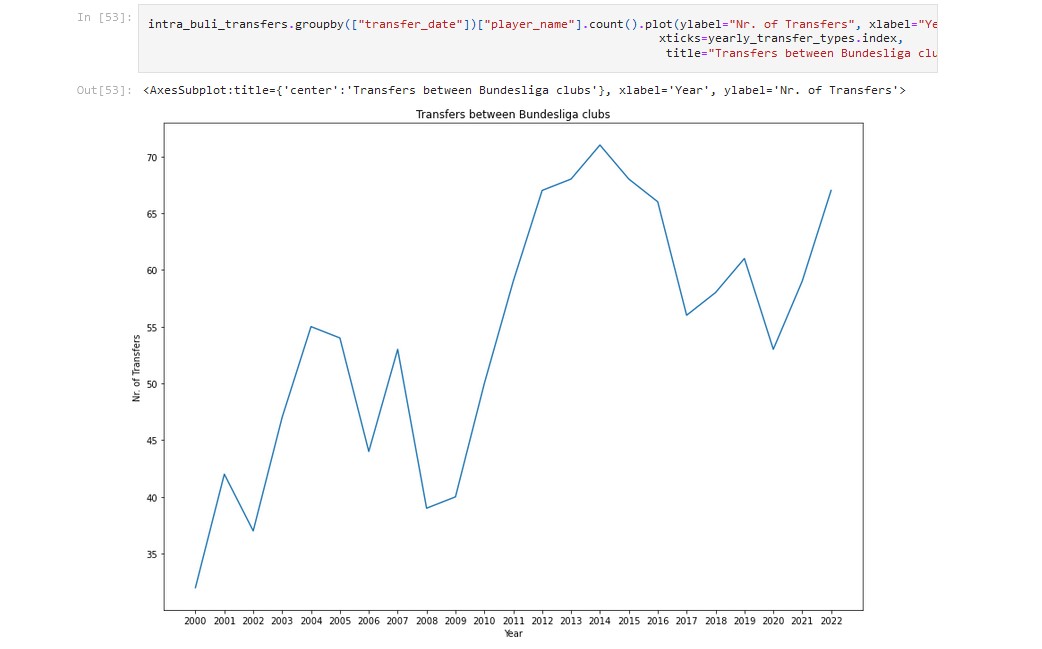 In [53]:
intra_buli_transfers.groupby(["transfer_date"])["player_name"].count().plot(ylabel="Nr. of Transfers", xlabel="Ye
xticks=yearly_transfer_types.index,
title="Transfers between Bundesliga clu
Out[53]: <AxesSubplot:title={'center':'Transfers between Bundesliga clubs'}, xlabel='Year', ylabel='Nr. of Transfers'>
Transfers between Bundesliga clubs
70
65
60
55
50
45
40
35
Nr. of Transfers
2000 2001 2002 2003 2004 2005 2006 2007 2008 2009 2010 2011 2012 2013 2014 2015 2016 2017 2018 2019 2020 2021 2022
Year